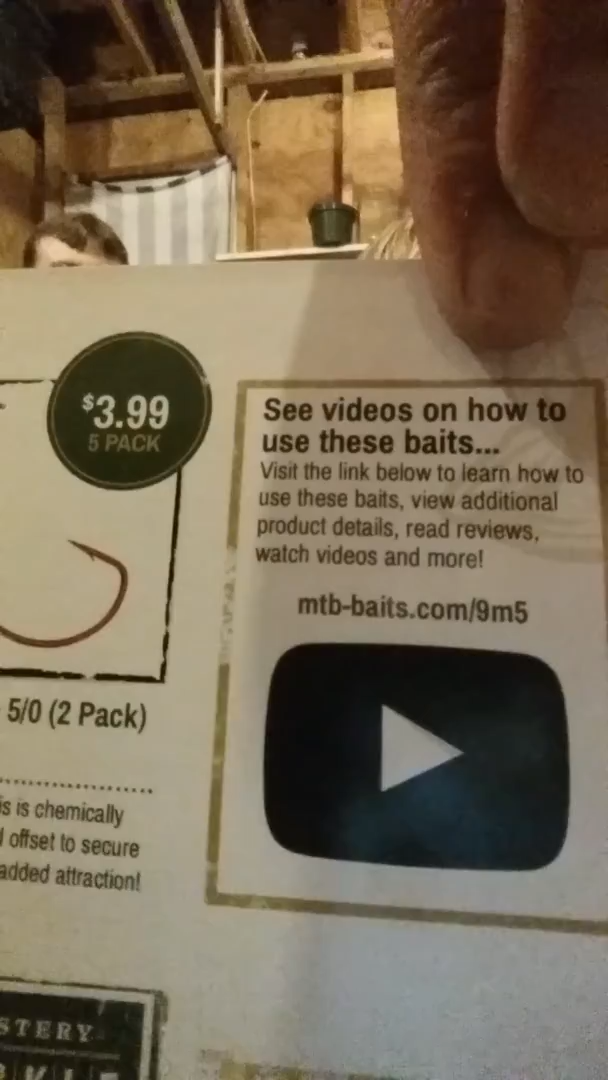 $3.99
5 PACK
5/0 (2 Pack)
is chemically
offset to secure
added attraction!
See videos on how to
use these baits...
Visit the link below to learn how to
use these baits, view additional
product details, read reviews,
watch videos and more!
mtb-baits.com/9m5
STERY